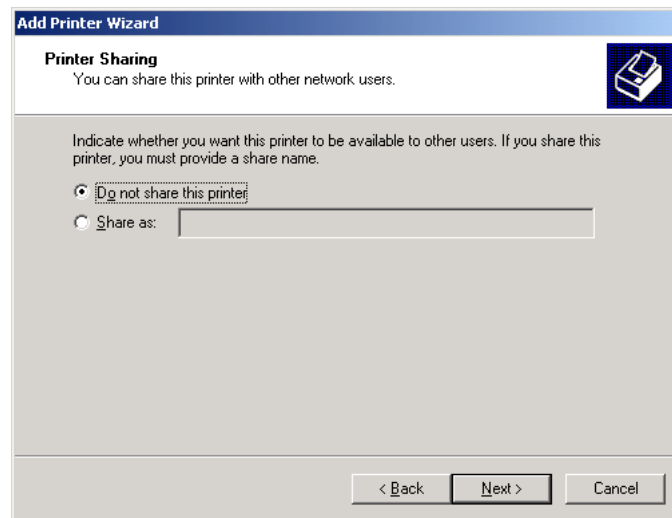 Add Printer Wizard
Printer Sharing
You can share this printer with other network users.
Indicate whether you want this printer to be available to other users. If you share this
printer, you must provide a share name.
Do not share this printer
Share as:
< Back Next > Cancel